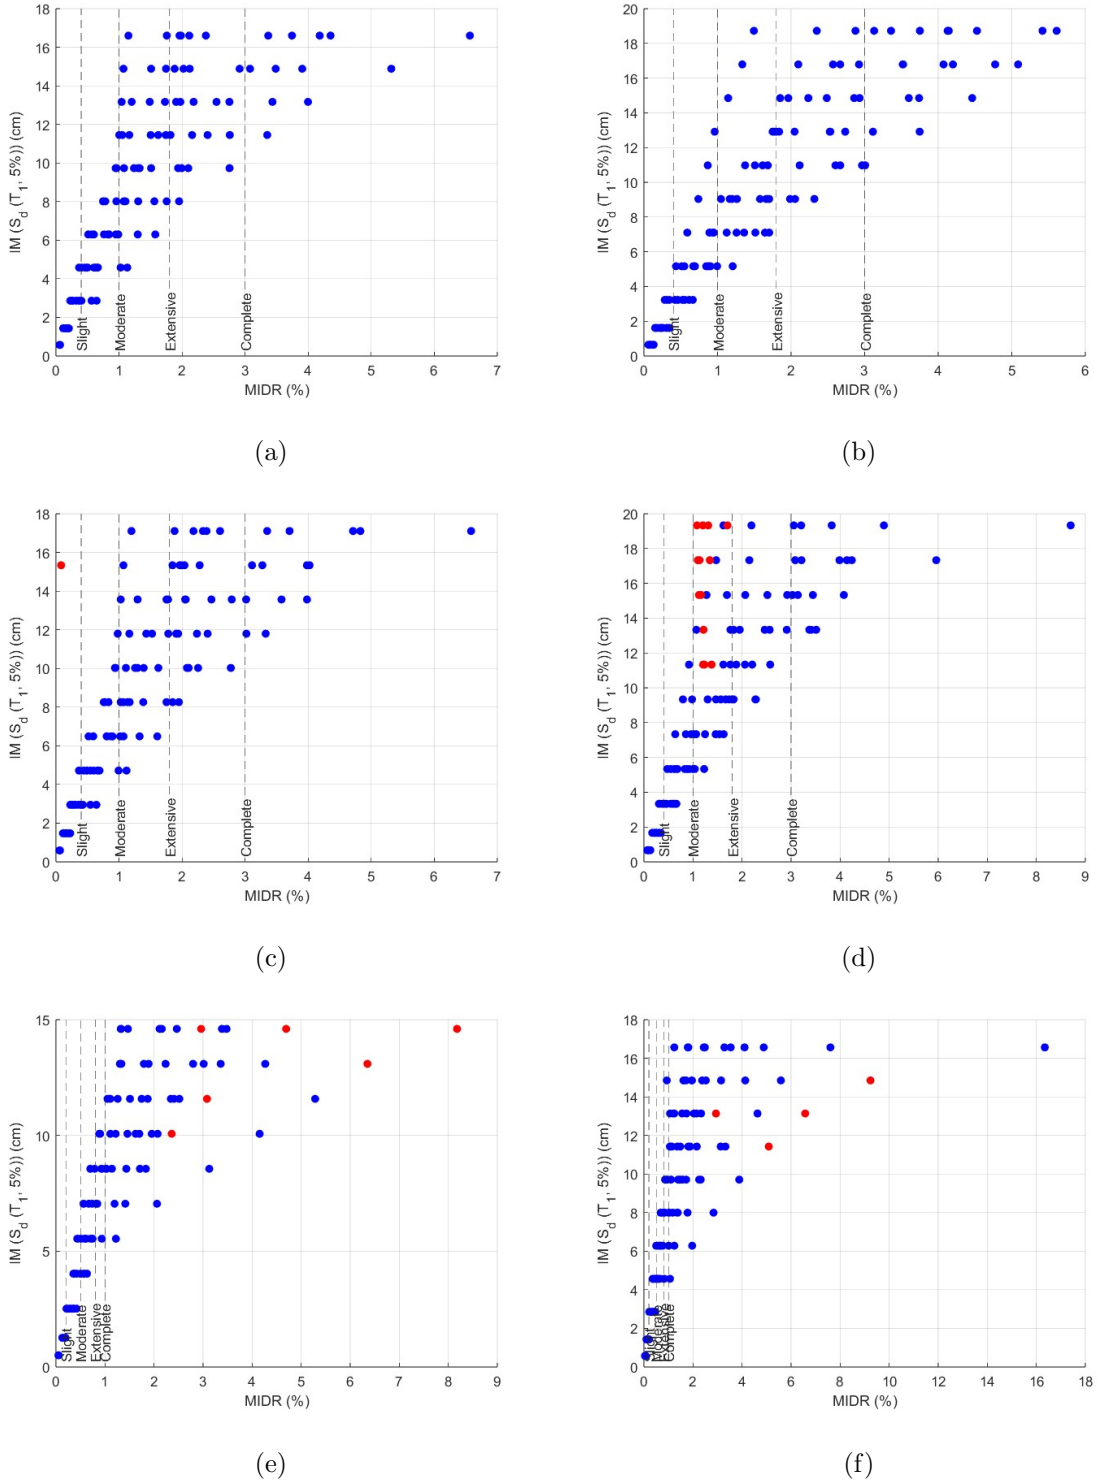 18
16
14
12
10
8
6
4
2
0
IM (S_d (T_1, 5%)) (cm)
Slight
Moderate
Extensive
Complete
0 1 2 3 4 5 6 7
MIDR (%)
(a)
20
18
16
14
12
10
8
6
4
2
0
IM (S_d (T_1, 5%)) (cm)
Slight
Moderate
Extensive
Complete
0 1 2 3 4 5 6
MIDR (%)
(b)
18
16
14
12
10
8
6
4
2
0
IM (S_d (T_1, 5%)) (cm)
Slight
Moderate
Extensive
Complete
0 1 2 3 4 5 6 7
MIDR (%)
(c)
20
18
16
14
12
10
8
6
4
2
0
IM (S_d (T_1, 5%)) (cm)
Slight
Moderate
Extensive
Complete
0 1 2 3 4 5 6 7 8 9
MIDR (%)
(d)
15
10
5
0
IM (S_d (T_1, 5%)) (cm)
Slight
Moderate
Extensive
Complete
0 1 2 3 4 5 6 7 8 9
MIDR (%)
(e)
18
16
14
12
10
8
6
4
2
0
IM (S_d (T_1, 5%)) (cm)
Slight
Moderate
Extensive
Complete
0 2 4 6 8 10 12 14 16 18
MIDR (%)
(f)